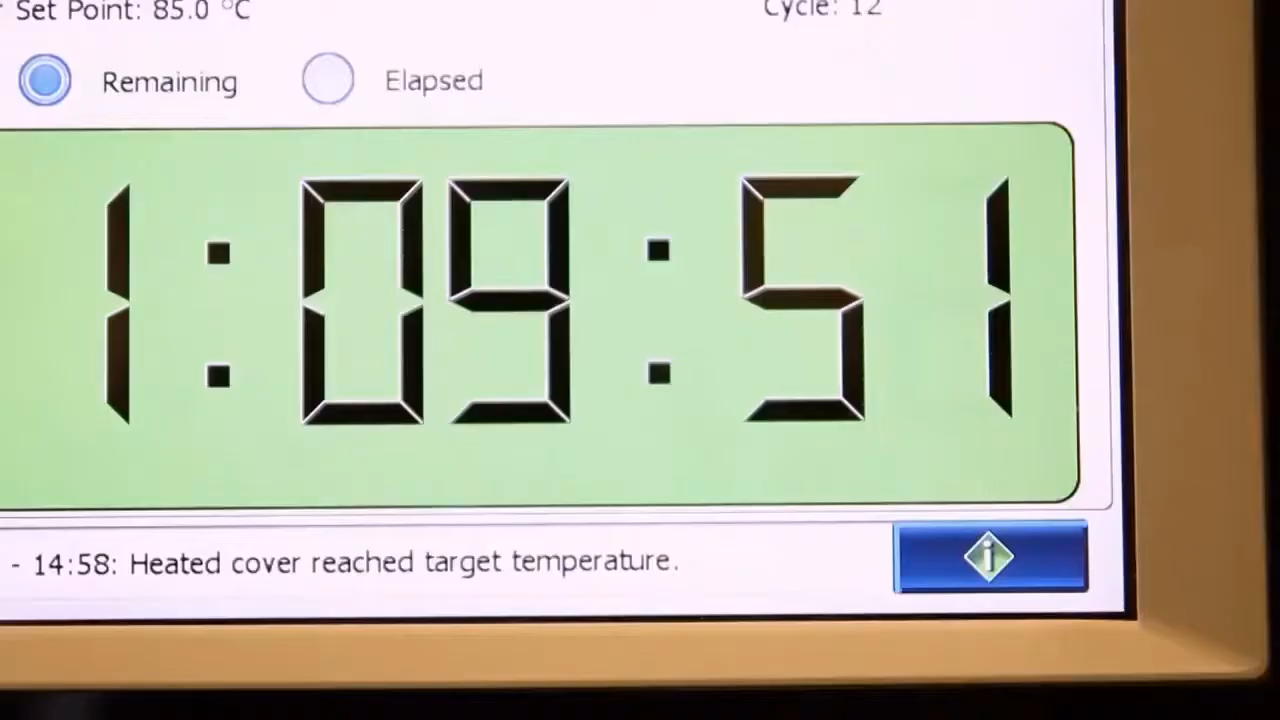 Set Point: 85.0 °C
Cycle: 12
Remaining
Elapsed
1:09:51
- 14:58: Heated cover reached target temperature.
i